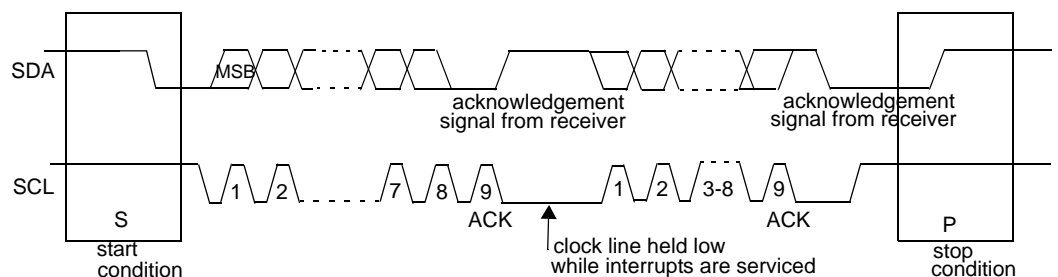 SDA
MSB
acknowledgement
signal from receiver
acknowledgement
signal from receiver
SCL
1
2
7
8
9
1
2
3-8
9
ACK
ACK
S
P
start
condition
clock line held low
while interrupts are serviced
stop
condition